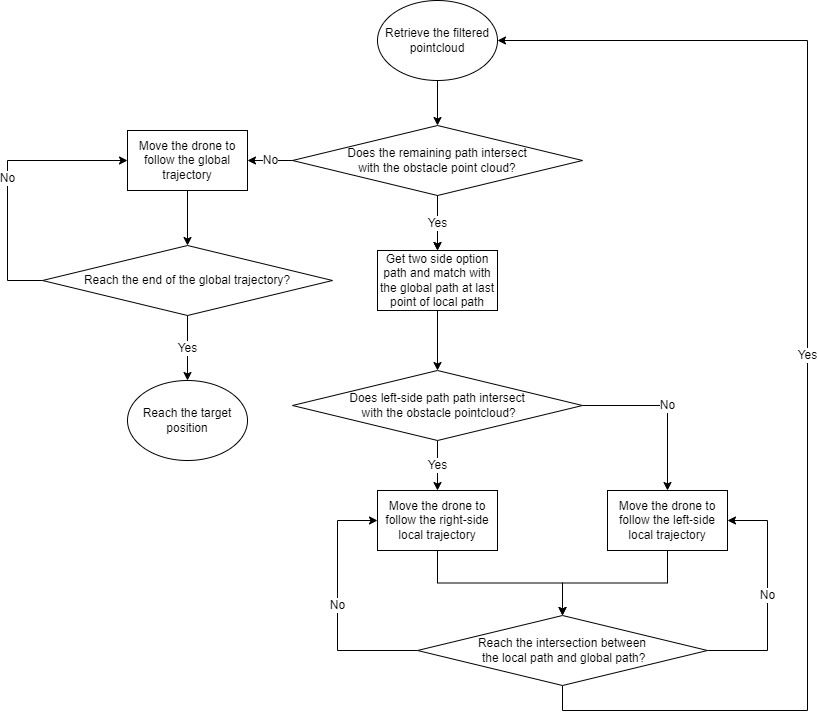 Retrieve the filtered
pointcloud
Move the drone to
follow the global
trajectory
No
Does the remaining path intersect
with the obstacle point cloud?
No
Yes
Get two side option
path and match with
the global path at last
point of local path
Reach the end of the global trajectory?
Yes
Yes
Reach the target
position
Does left-side path path intersect
with the obstacle pointcloud?
No
Yes
Move the drone to
follow the right-side
local trajectory
Move the drone to
follow the left-side
local trajectory
No
No
Reach the intersection between
the local path and global path?